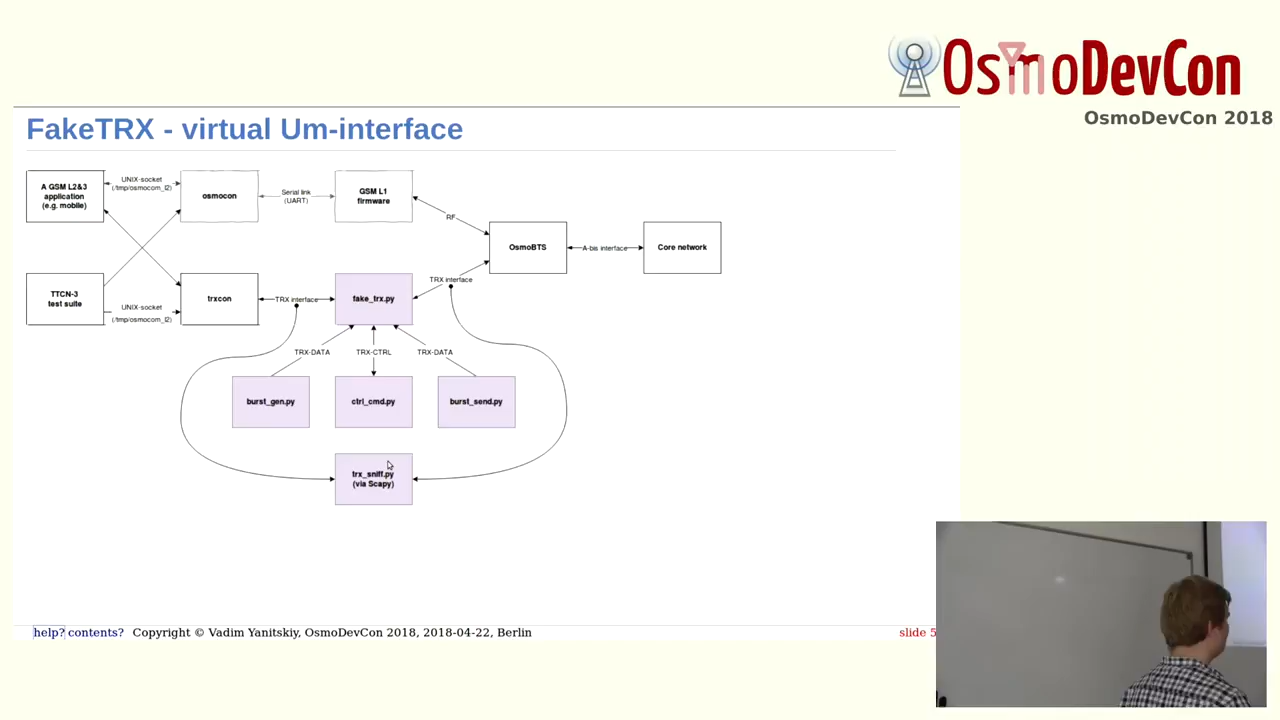 OsmoDevCon
OsmoDevCon 2018
FakeTRX - virtual Um-interface
A GSM L2&3
application
(e.g. mobile)
UNIX-socket
(/tmp/osmocom_l2)
osmocon
Serial link
(UART)
GSM L1
firmware
RF
OsmoBTS
A-bis interface
Core network
TTCN-3
test suite
UNIX-socket
(/tmp/osmocom_l2)
trxcon
TRX interface
fake_trx.py
TRX interface
TRX-DATA
TRX-CTRL
TRX-DATA
burst_gen.py
ctrl_cmd.py
burst_send.py
trx_sniff.py
(via Scapy)
help? contents? Copyright © Vadim Yanitskiy, OsmoDevCon 2018, 2018-04-22, Berlin
slide 5